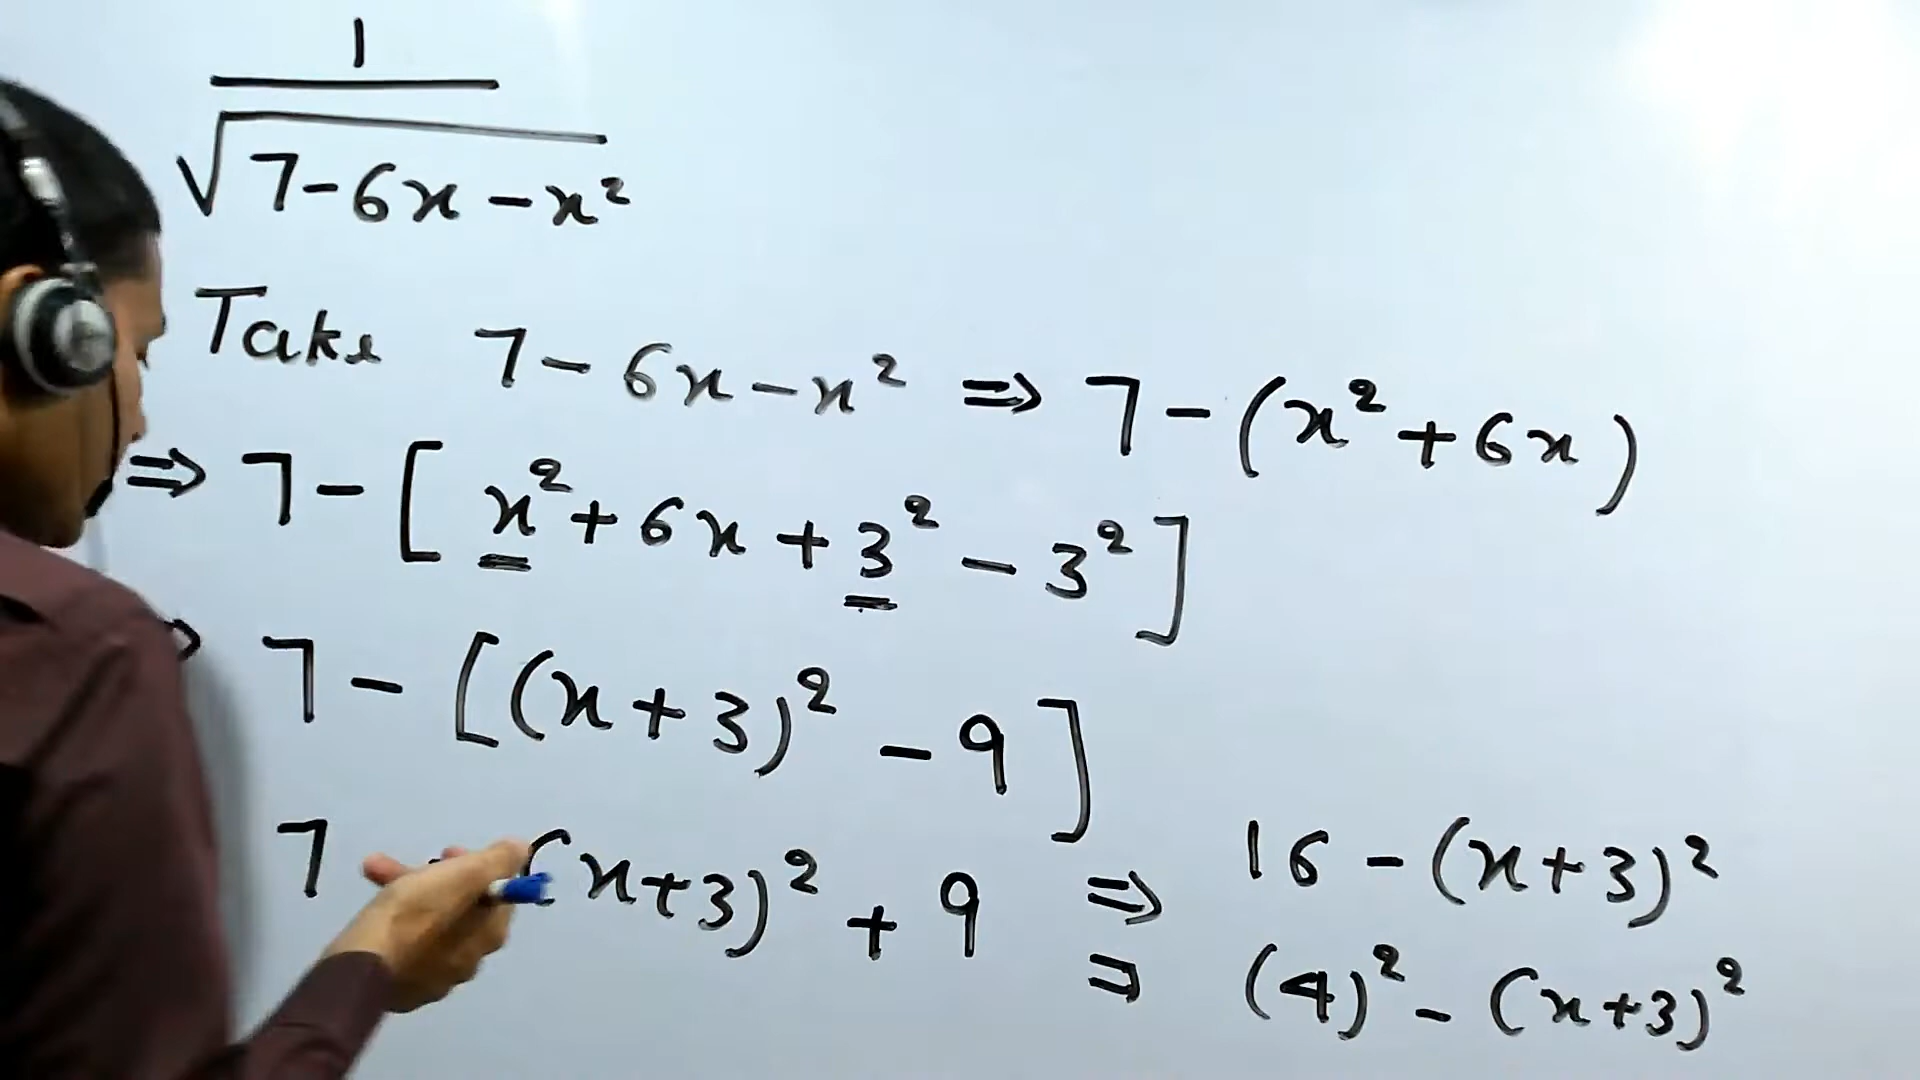 1
√7-6x-x²
Take 7-6x-x² ⇒ 7-(x²+6x)
⇒ 7-[x²+6x+3²-3²]
7-[(x+3)²-9]
7 (x+3)²+9 ⇒ 16-(x+3)²
⇒ (4)²-(x+3)²